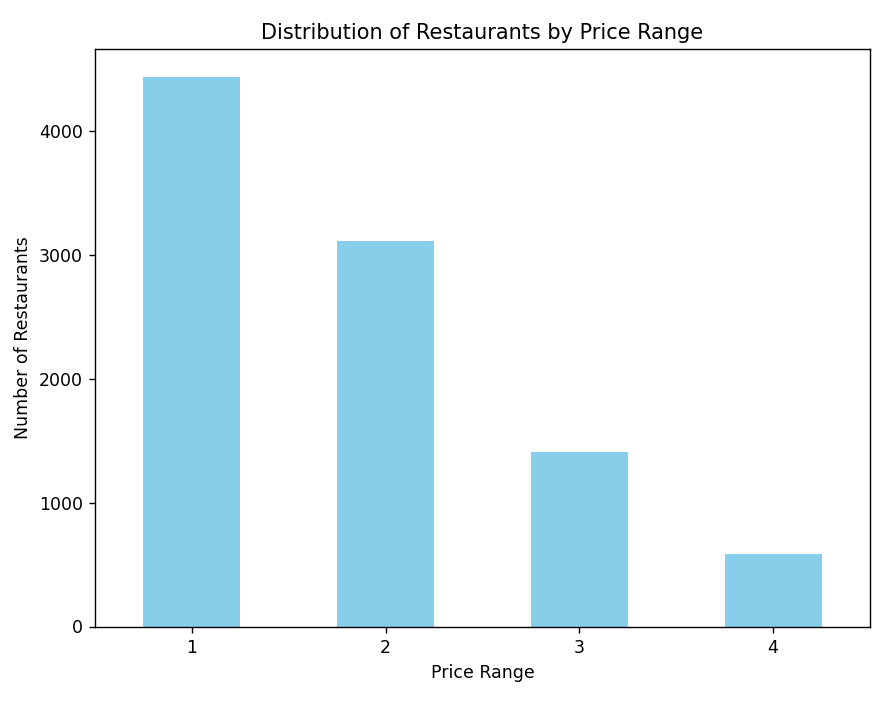 Distribution of Restaurants by Price Range
Number of Restaurants
4000
3000
2000
1000
0
1 2 3 4
Price Range